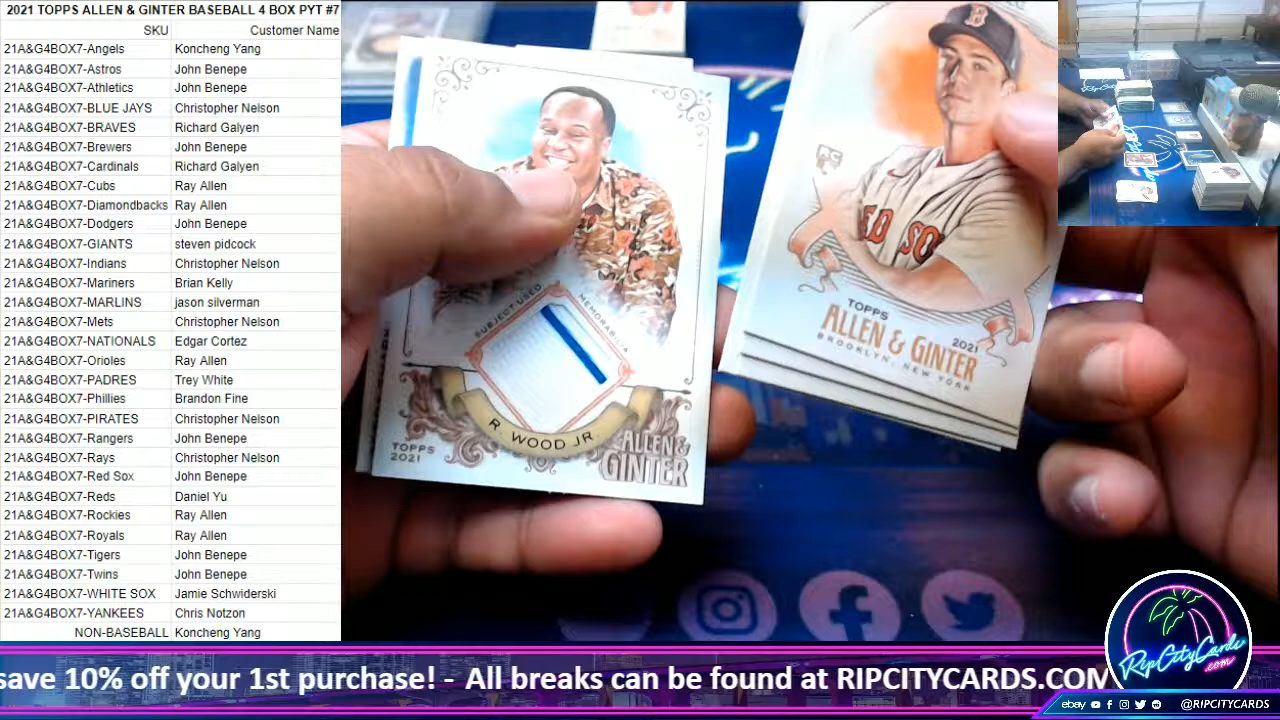 2021 TOPPS ALLEN & GINTER BASEBALL 4 BOX PYT #7
SKU Customer Name
21A&G4BOX7-Angels Koncheng Yang
21A&G4BOX7-Astros John Benepe
21A&G4BOX7-Athletics John Benepe
21A&G4BOX7-BLUE JAYS Christopher Nelson
21A&G4BOX7-BRAVES Richard Galyen
21A&G4BOX7-Brewers John Benepe
21A&G4BOX7-Cardinals Richard Galyen
21A&G4BOX7-Cubs Ray Allen
21A&G4BOX7-Diamondbacks Ray Allen
21A&G4BOX7-Dodgers John Benepe
21A&G4BOX7-GIANTS steven pidcock
21A&G4BOX7-Indians Christopher Nelson
21A&G4BOX7-Mariners Brian Kelly
21A&G4BOX7-MARLINS jason silverman
21A&G4BOX7-Mets Christopher Nelson
21A&G4BOX7-NATIONALS Edgar Cortez
21A&G4BOX7-Orioles Ray Allen
21A&G4BOX7-PADRES Trey White
21A&G4BOX7-Phillies Brandon Fine
21A&G4BOX7-PIRATES Christopher Nelson
21A&G4BOX7-Rangers John Benepe
21A&G4BOX7-Rays Christopher Nelson
21A&G4BOX7-Red Sox John Benepe
21A&G4BOX7-Reds Daniel Yu
21A&G4BOX7-Rockies Ray Allen
21A&G4BOX7-Royals Ray Allen
21A&G4BOX7-Tigers John Benepe
21A&G4BOX7-Twins John Benepe
21A&G4BOX7-WHITE SOX Jamie Schwiderski
21A&G4BOX7-YANKEES Chris Notzon
NON-BASEBALL Koncheng Yang
SUBJECT USED MEMORABILIA
R. WOOD JR
TOPPS
2021
ALLEN &
GINTER
B
RC
ED SO
TOPPS
2021
ALLEN & GINTER
BROOKLYN, NEW YORK
save 10% off your 1st purchase! - All breaks can be found at RIPCITYCARDS.COM
RipCityCards
.com
ebay @RIPCITYCARDS